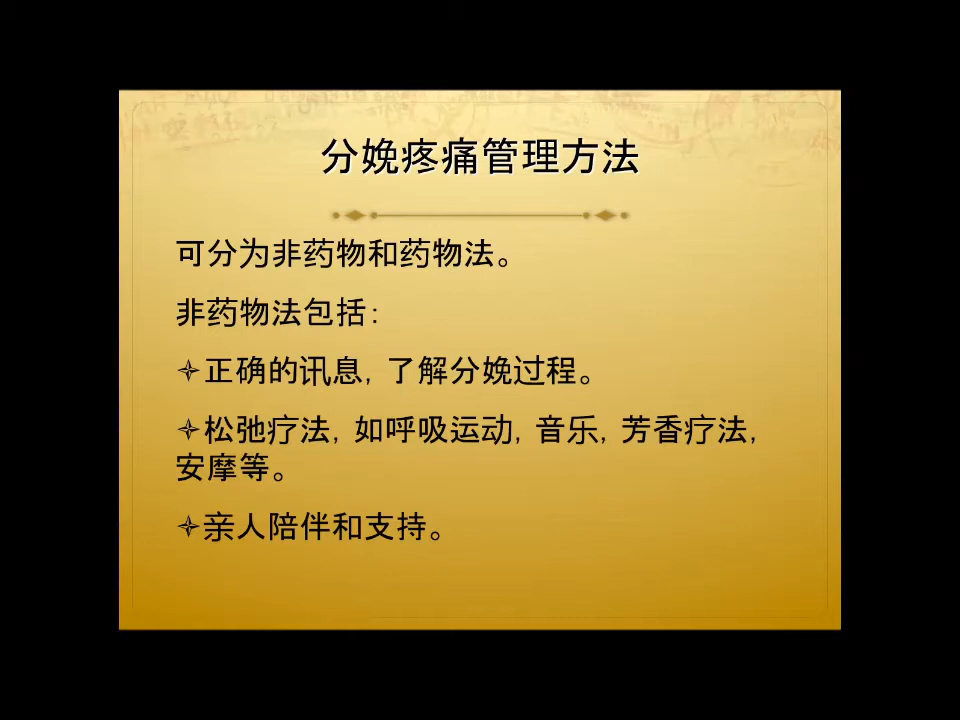 分娩疼痛管理方法
可分为非药物和药物法。
非药物法包括：
✧正确的讯息，了解分娩过程。
✧松弛疗法，如呼吸运动，音乐，芳香疗法，
安摩等。
✧亲人陪伴和支持。